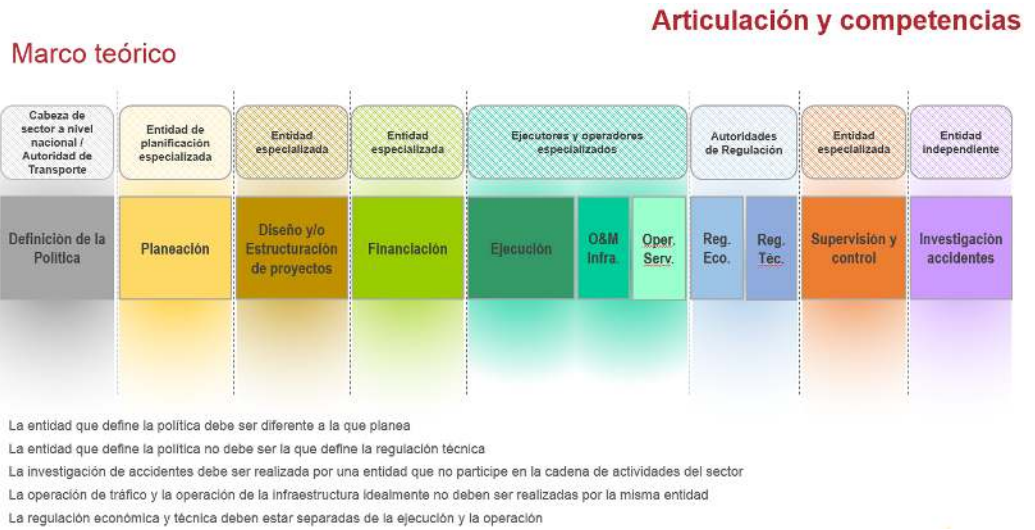 Articulación y competencias
Marco teórico
Cabeza de
sector a nivel
nacional /
Autoridad de
Transporte
Entidad de
planificación
especializada
Entidad
especializada
Entidad
especializada
Ejecutores y operadores
especializados
Autoridades
de Regulación
Entidad
especializada
Entidad
independiente
Definición de la
Política
Planeación
Diseño y/o
Estructuración
de proyectos
Financiación
Ejecución
O&M
Infra.
Oper.
Serv.
Reg.
Eco.
Reg.
Téc.
Supervisión y
control
Investigación
accidentes
La entidad que define la política debe ser diferente a la que planea
La entidad que define la política no debe ser la que define la regulación técnica
La investigación de accidentes debe ser realizada por una entidad que no participe en la cadena de actividades del sector
La operación de tráfico y la operación de la infraestructura idealmente no deben ser realizadas por la misma entidad
La regulación económica y técnica deben estar separadas de la ejecución y la operación